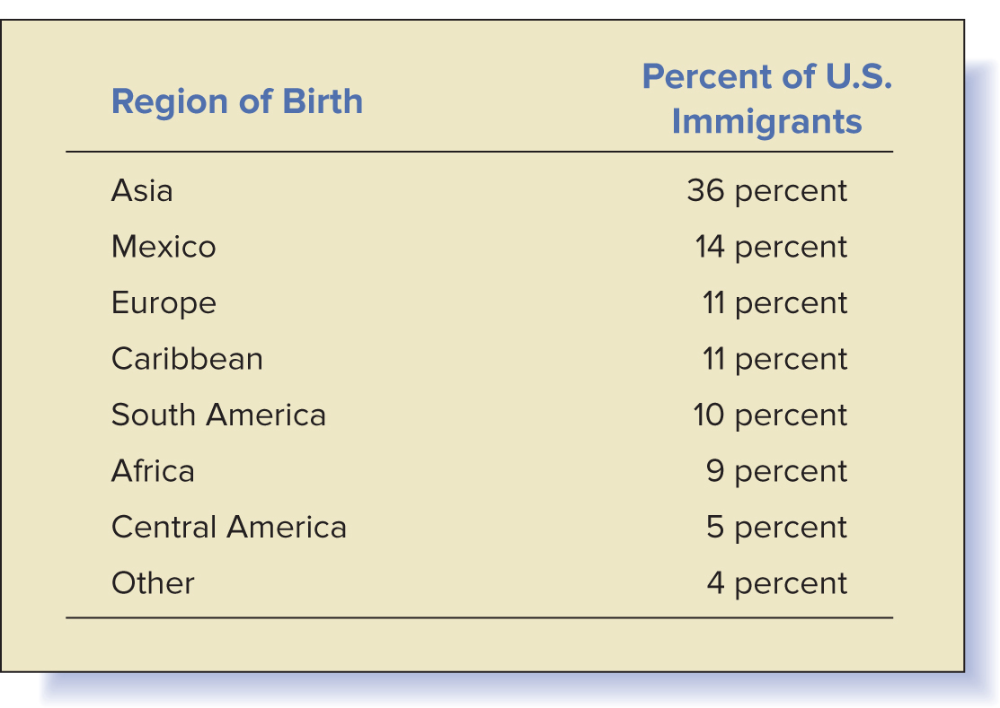 Region of Birth
Percent of U.S.
Immigrants
Asia 36 percent
Mexico 14 percent
Europe 11 percent
Caribbean 11 percent
South America 10 percent
Africa 9 percent
Central America 5 percent
Other 4 percent